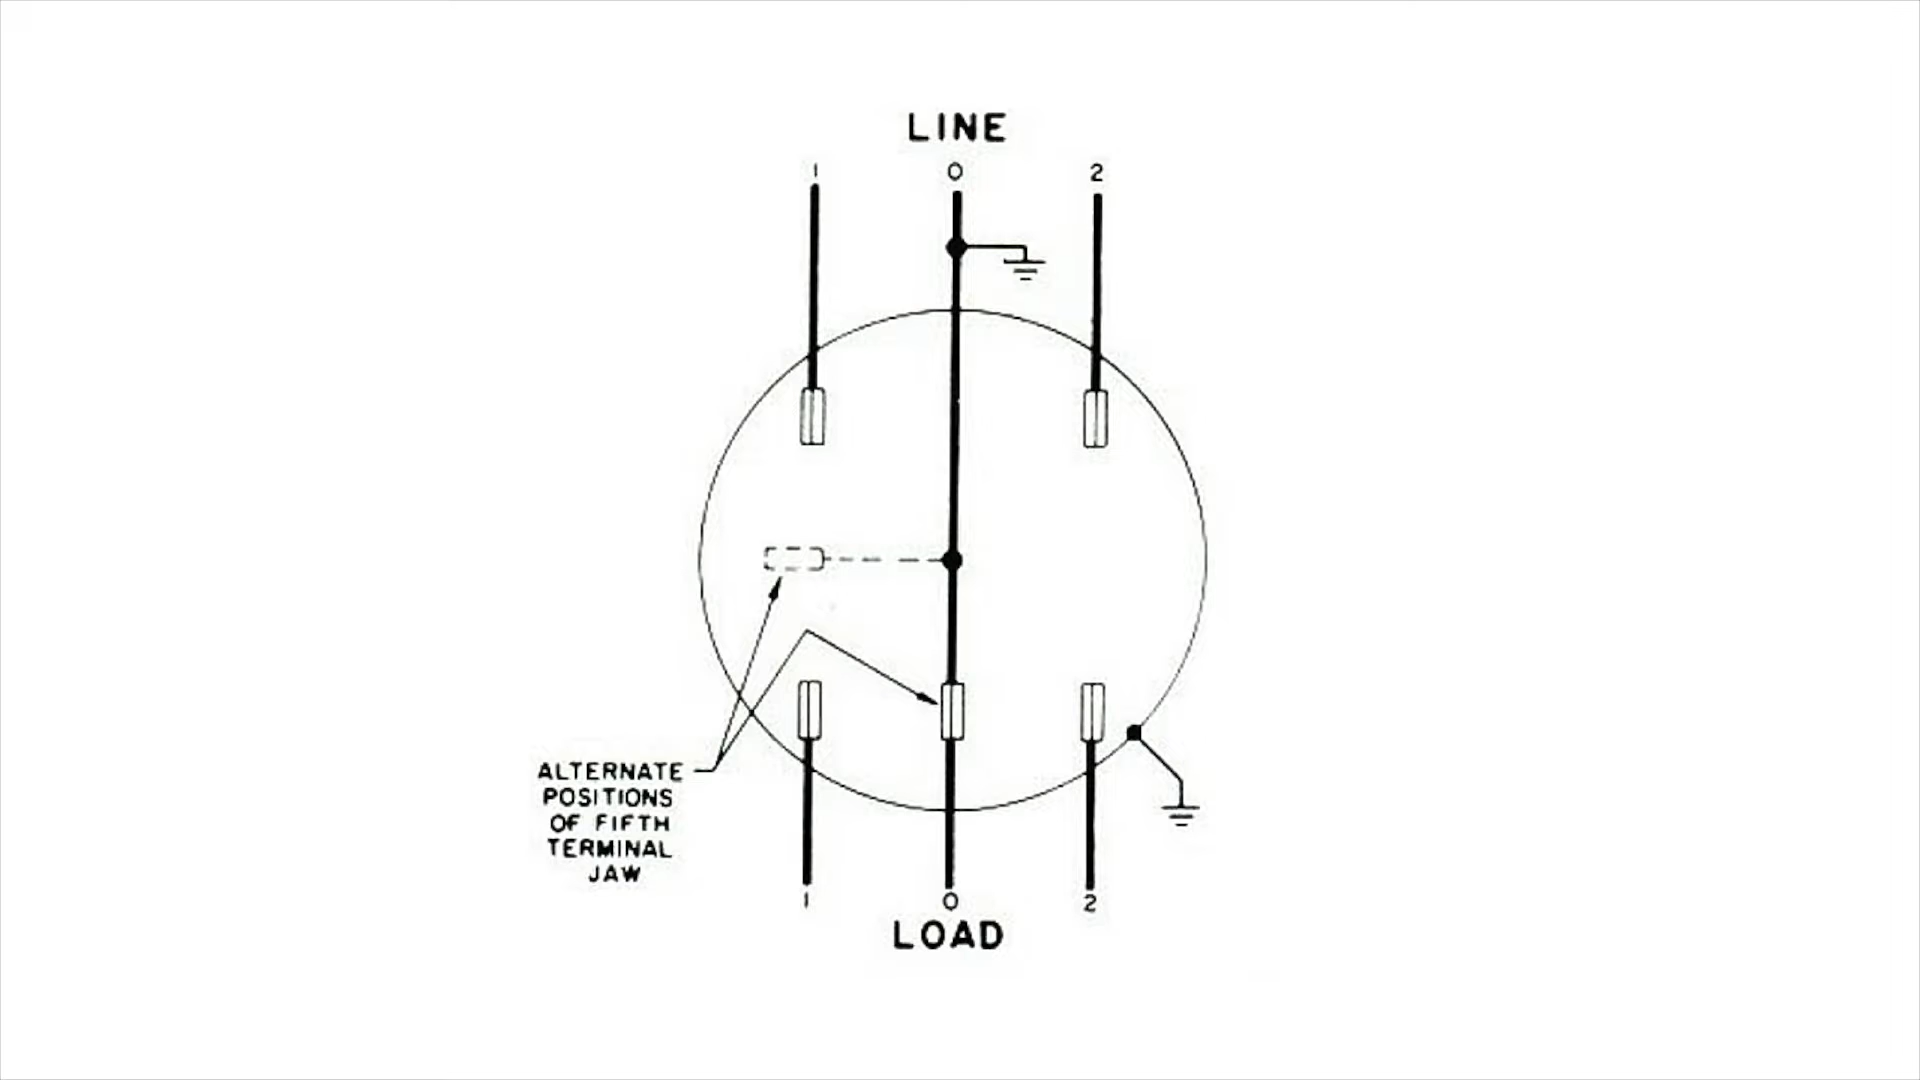 LINE
1 0 2
ALTERNATE
POSITIONS
OF FIFTH
TERMINAL
JAW
1 0 2
LOAD